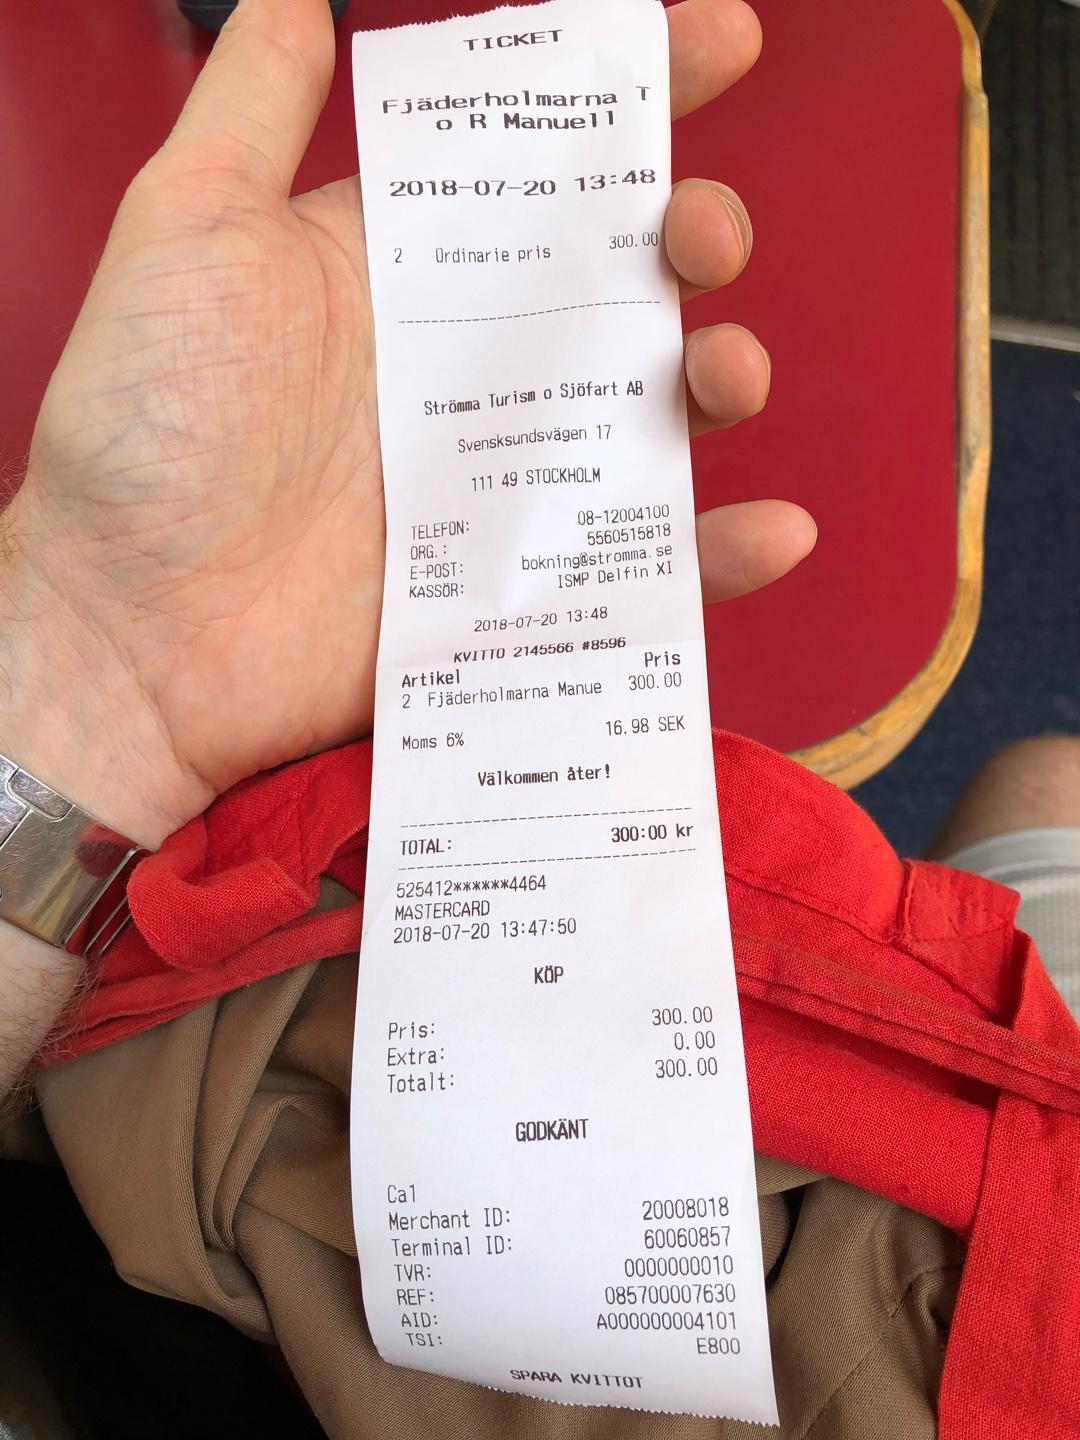 TICKET
Fjäderholmarna T
o R Manuell
2018-07-20 13:48
2 Ordinarie pris 300.00
Strömma Turism o Sjöfart AB
Svensksundsvägen 17
111 49 STOCKHOLM
TELEFON: 08-12004100
ORG.: 5560515818
E-POST: bokning@stromma.se
KASSÖR: ISMP Delfin XI
2018-07-20 13:48
KVITTO 2145566 #8596
Artikel Pris
2 Fjäderholmarna Manue 300.00
Moms 6% 16.98 SEK
Välkommen åter!
TOTAL: 300:00 kr
525412******4464
MASTERCARD
2018-07-20 13:47:50
KÖP
Pris: 300.00
Extra: 0.00
Totalt: 300.00
GODKÄNT
Ca1
Merchant ID: 20008018
Terminal ID: 60060857
TVR: 0000000010
REF: 085700007630
AID: A000000004101
TSI: E800
SPARA KVITTOT